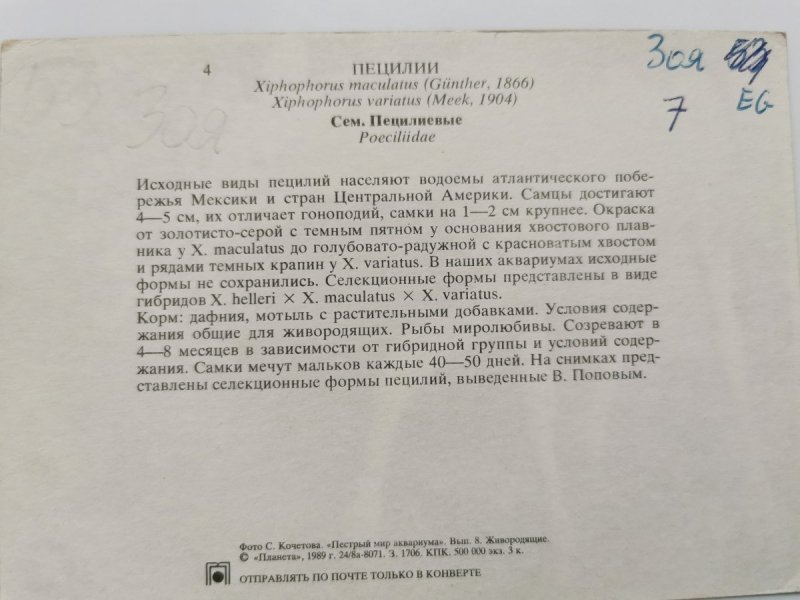 4
ПЕЦИЛИИ
Xiphophorus maculatus (Günther, 1866)
Xiphophorus variatus (Meek, 1904)
Сем. Пецилиевые
Poeciliidae
Зоя
7
EG
Зоя
Исходные виды пецилий населяют водоемы атлантического побе-
режья Мексики и стран Центральной Америки. Самцы достигают
4—5 см, их отличает гоноподий, самки на 1—2 см крупнее. Окраска
от золотисто-серой с темным пятном у основания хвостового плав-
ника у X. maculatus до голубовато-радужной с красноватым хвостом
и рядами темных крапин у X. variatus. В наших аквариумах исходные
формы не сохранились. Селекционные формы представлены в виде
гибридов X. helleri × X. maculatus × X. variatus.
Корм: дафния, мотыль с растительными добавками. Условия содер-
жания общие для живородящих. Рыбы миролюбивы. Созревают в
4—8 месяцев в зависимости от гибридной группы и условий содер-
жания. Самки мечут мальков каждые 40—50 дней. На снимках пред-
ставлены селекционные формы пецилий, выведенные В. Поповым.
Фото С. Кочетова. «Пестрый мир аквариума». Вып. 8. Живородящие.
© «Планета», 1989 г. 24/8а-8071. З. 1706. КПК. 500 000 экз. 3 к.
ОТПРАВЛЯТЬ ПО ПОЧТЕ ТОЛЬКО В КОНВЕРТЕ